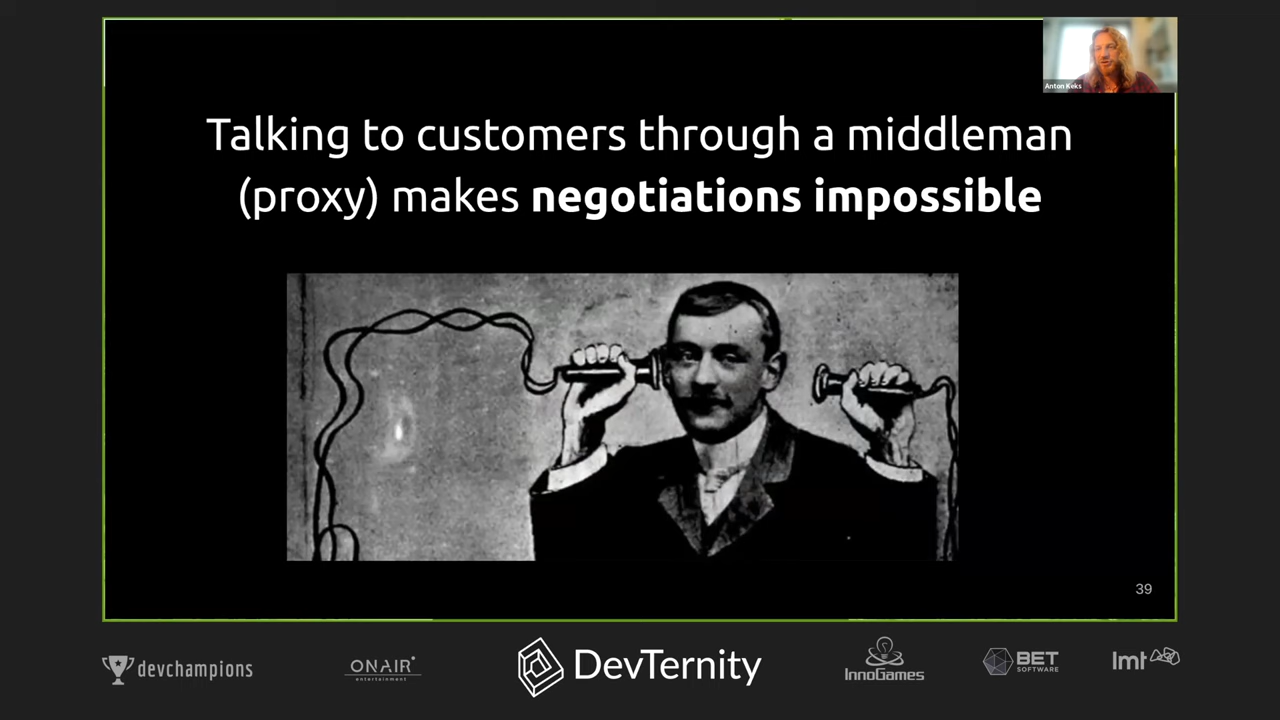 Anton Keks
Talking to customers through a middleman
(proxy) makes negotiations impossible
39
devchampions
ONAIR
entertainment
DevTernity
InnoGames
BET
SOFTWARE
lmt